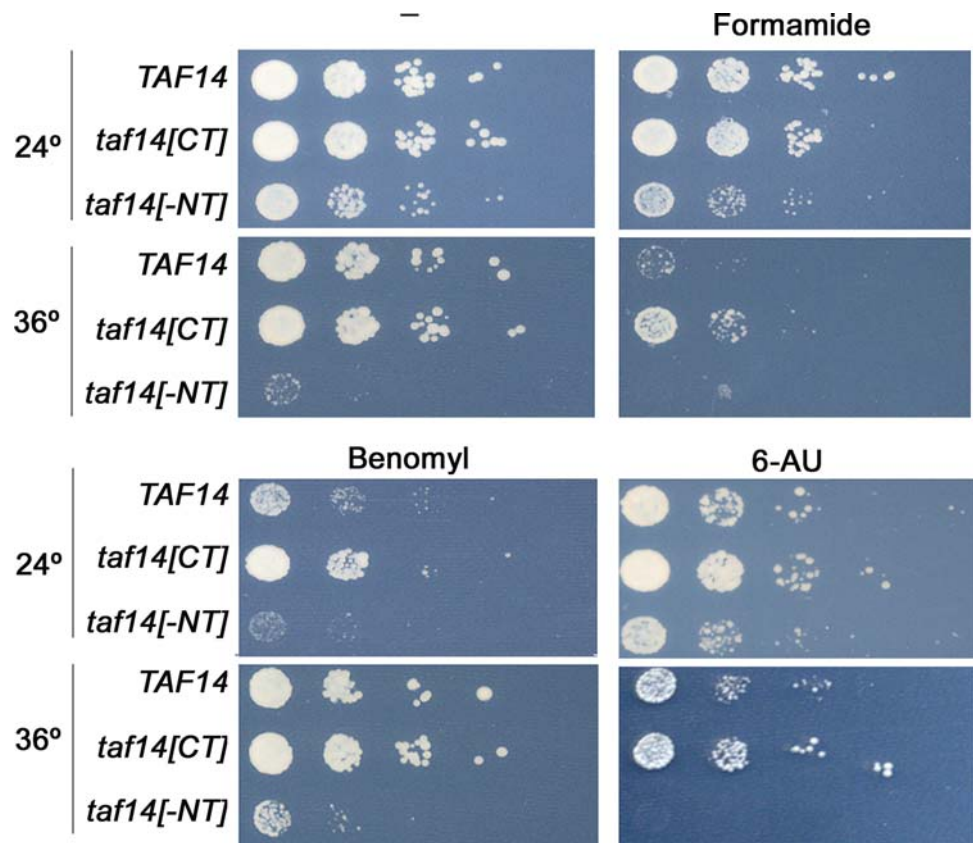 –
Formamide
24º
TAF14
taf14[CT]
taf14[-NT]
36º
TAF14
taf14[CT]
taf14[-NT]
Benomyl
6-AU
24º
TAF14
taf14[CT]
taf14[-NT]
36º
TAF14
taf14[CT]
taf14[-NT]